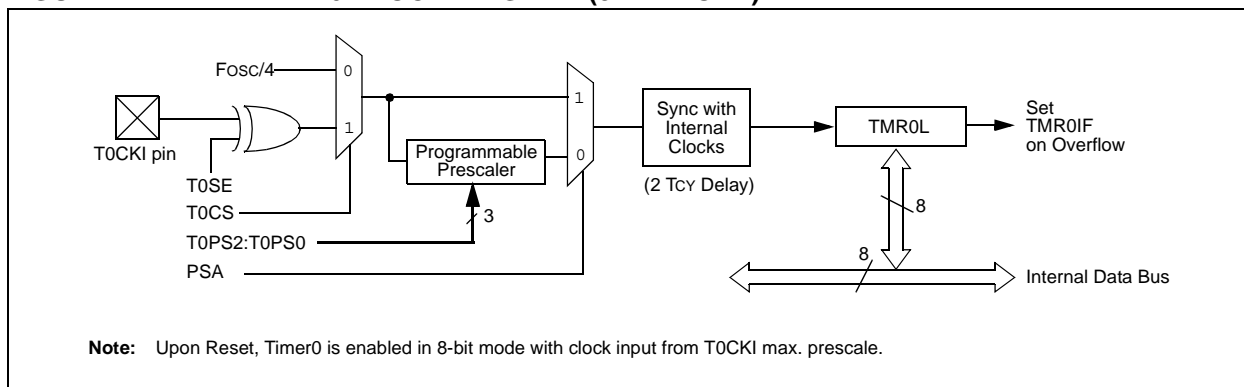 Fosc/4
0
1
T0CKI pin
T0SE
T0CS
T0PS2:T0PS0
PSA
Programmable
Prescaler
3
1
0
Sync with
Internal
Clocks
(2 TCY Delay)
TMR0L
Set
TMR0IF
on Overflow
8
8
Internal Data Bus
Note: Upon Reset, Timer0 is enabled in 8-bit mode with clock input from T0CKI max. prescale.